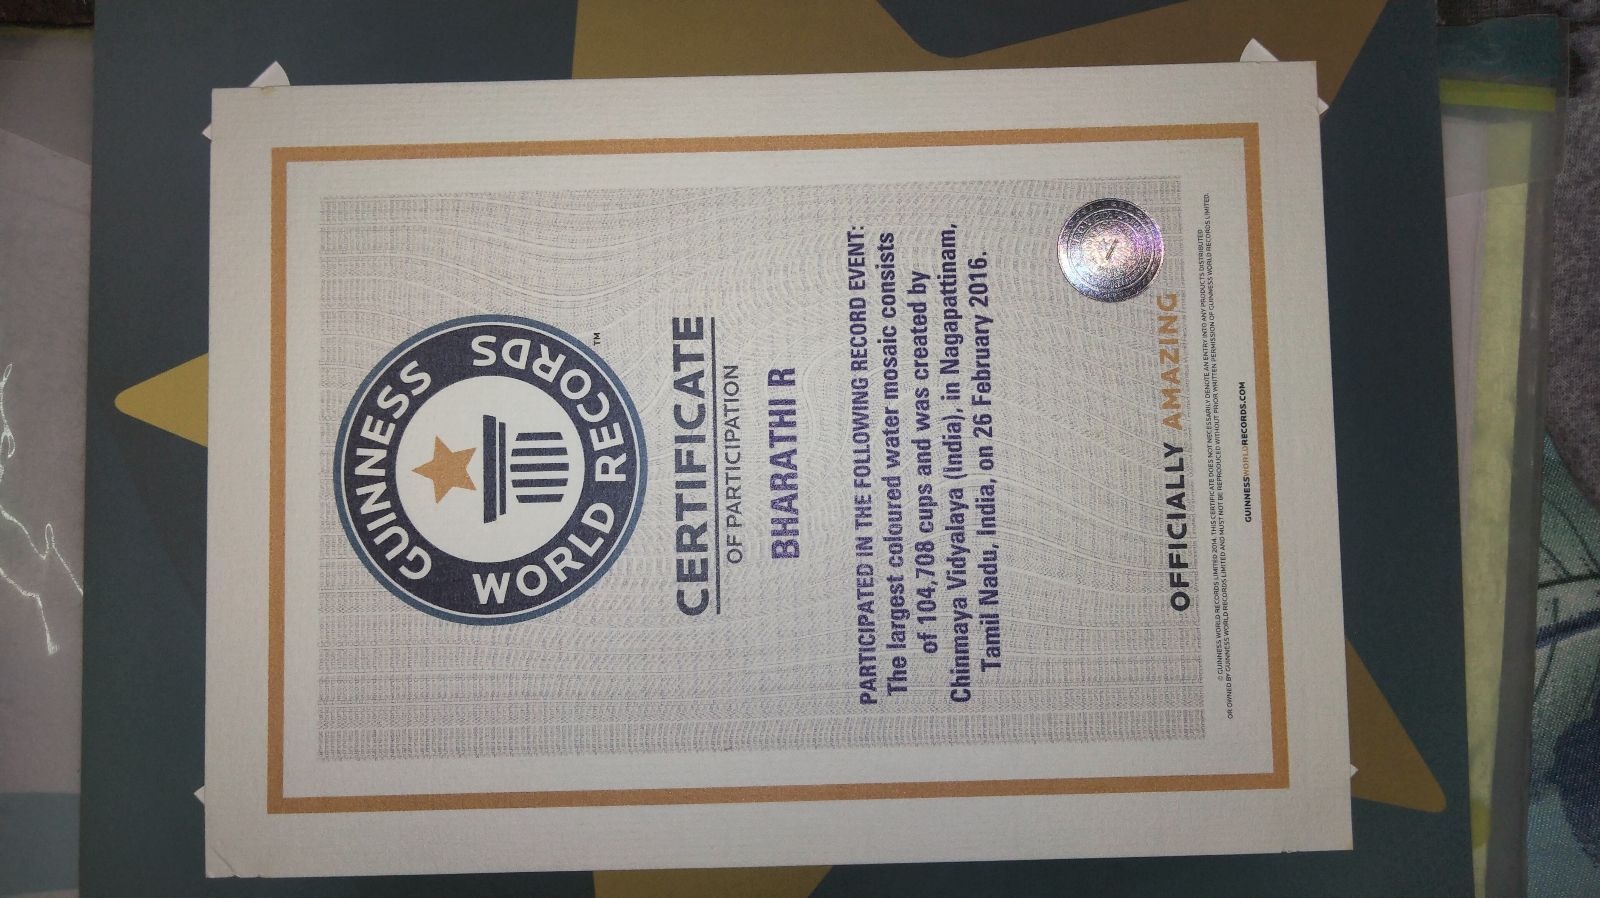 GUINNESS
WORLD RECORDS
™
CERTIFICATE
OF PARTICIPATION
BHARATHI R
PARTICIPATED IN THE FOLLOWING RECORD EVENT:
The largest coloured water mosaic consists
of 104,708 cups and was created by
Chinmaya Vidyalaya (India), in Nagapattinam,
Tamil Nadu, India, on 26 February 2016.
OFFICIALLY AMAZING
© GUINNESS WORLD RECORDS LIMITED 2014. THIS CERTIFICATE DOES NOT NECESSARILY DENOTE AN ENTRY INTO ANY PRODUCTS DISTRIBUTED
OR OWNED BY GUINNESS WORLD RECORDS LIMITED AND MUST NOT BE REPRODUCED WITHOUT PRIOR WRITTEN PERMISSION OF GUINNESS WORLD RECORDS LIMITED.
GUINNESSWORLDRECORDS.COM